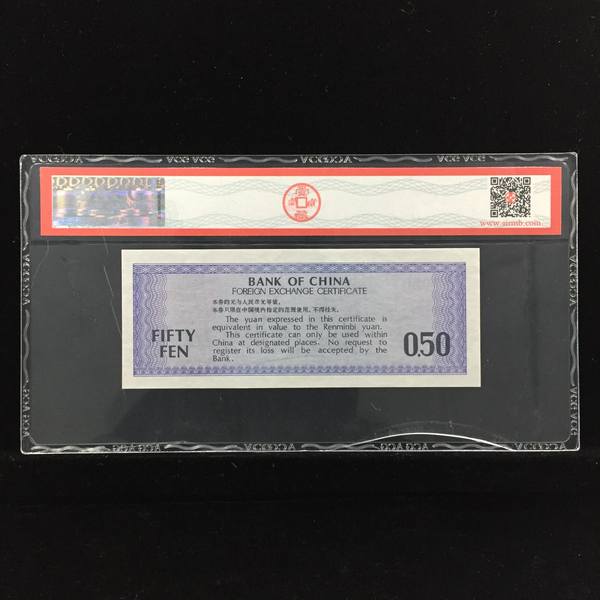 ACG ACG
www.armsb.com
BANK OF CHINA
FOREIGN EXCHANGE CERTIFICATE
本券的元与人民币元等值。
本券只限在中国境内指定的范围使用，不得挂失。
The yuan expressed in this certificate is
equivalent in value to the Renminbi yuan.
This certificate can only be used within
China at designated places. No request to
register its loss will be accepted by the
Bank.
FIFTY
FEN
0.50